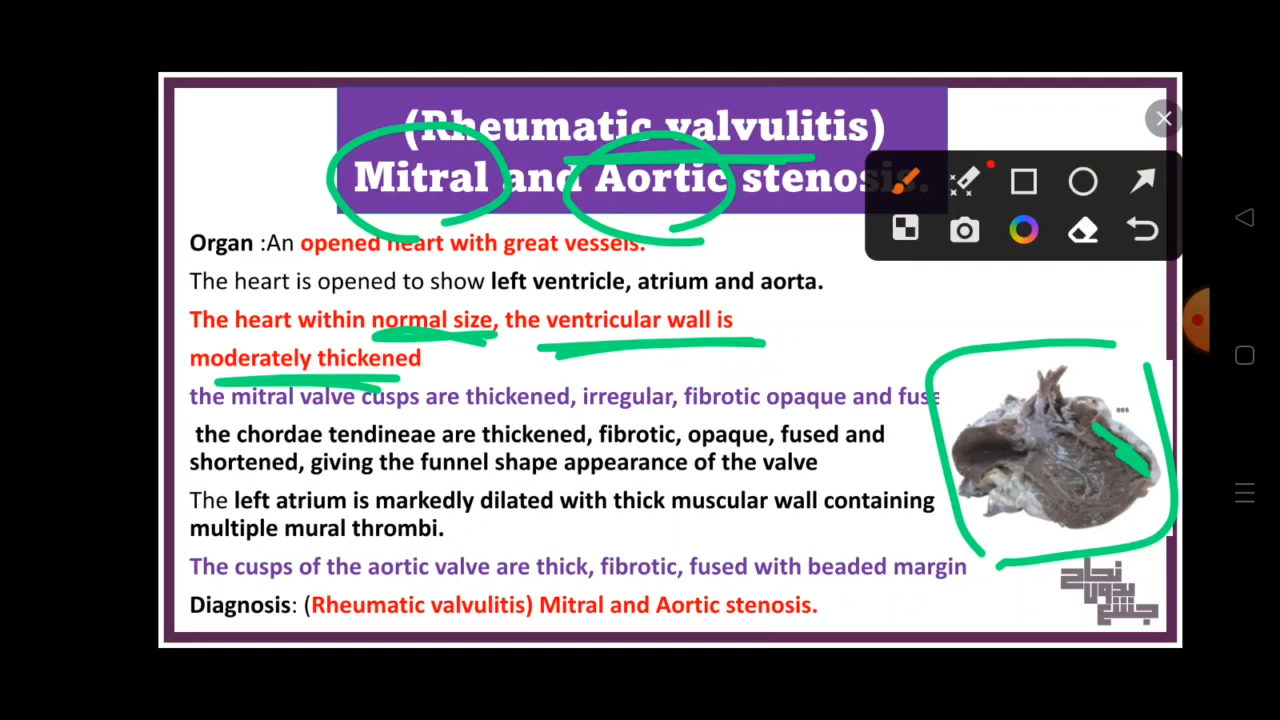 (Rheumatic valvulitis)
Mitral and Aortic stenosis.
Organ :An opened heart with great vessels.
The heart is opened to show left ventricle, atrium and aorta.
The heart within normal size, the ventricular wall is
moderately thickened
the mitral valve cusps are thickened, irregular, fibrotic opaque and fuse
the chordae tendineae are thickened, fibrotic, opaque, fused and
shortened, giving the funnel shape appearance of the valve
The left atrium is markedly dilated with thick muscular wall containing
multiple mural thrombi.
The cusps of the aortic valve are thick, fibrotic, fused with beaded margin
Diagnosis: (Rheumatic valvulitis) Mitral and Aortic stenosis.
نجاح
بدون